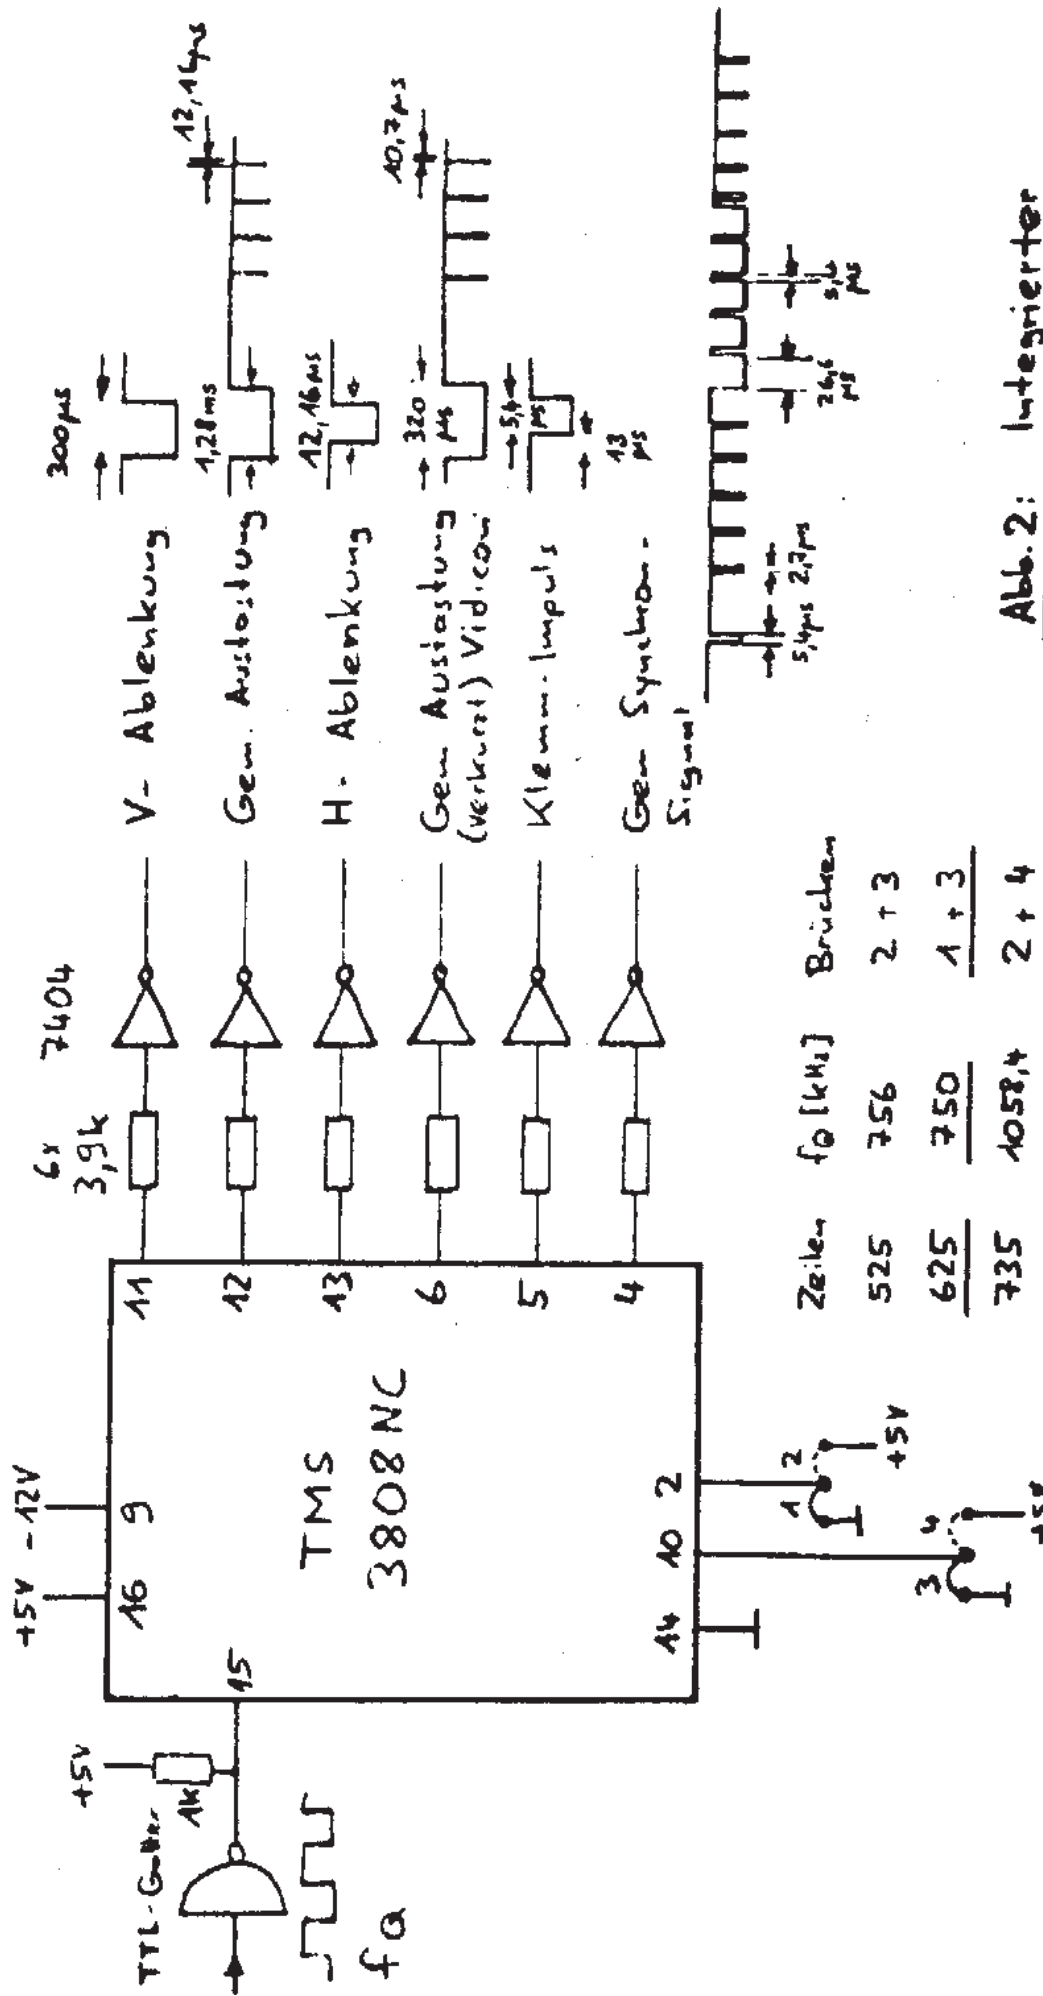 TTL-Gatter
+5V
1k
fQ
15
+5V
-12V
16
9
TMS
3808NC
11
12
13
6
5
4
14
10
2
1
2
+5V
3
4
+5V
6x
3,9k
7404
V- Ablenkung
300µs
Gem. Austastung
1,28ms
12,16µs
H- Ablenkung
12,16µs
Gem Austastung
(verkürzt) Vidicon
320
µs
10,7µs
Klemm-Impuls
5,4
µs
13
µs
Gem Synchron-
Signal
5,4µs 2,7µs
26,6
µs
µs
Zeilen fQ [kHz] Brücken
525 756 2 + 3
625 750 1 + 3
735 1058,4 2 + 4
Abb. 2: Integrierter